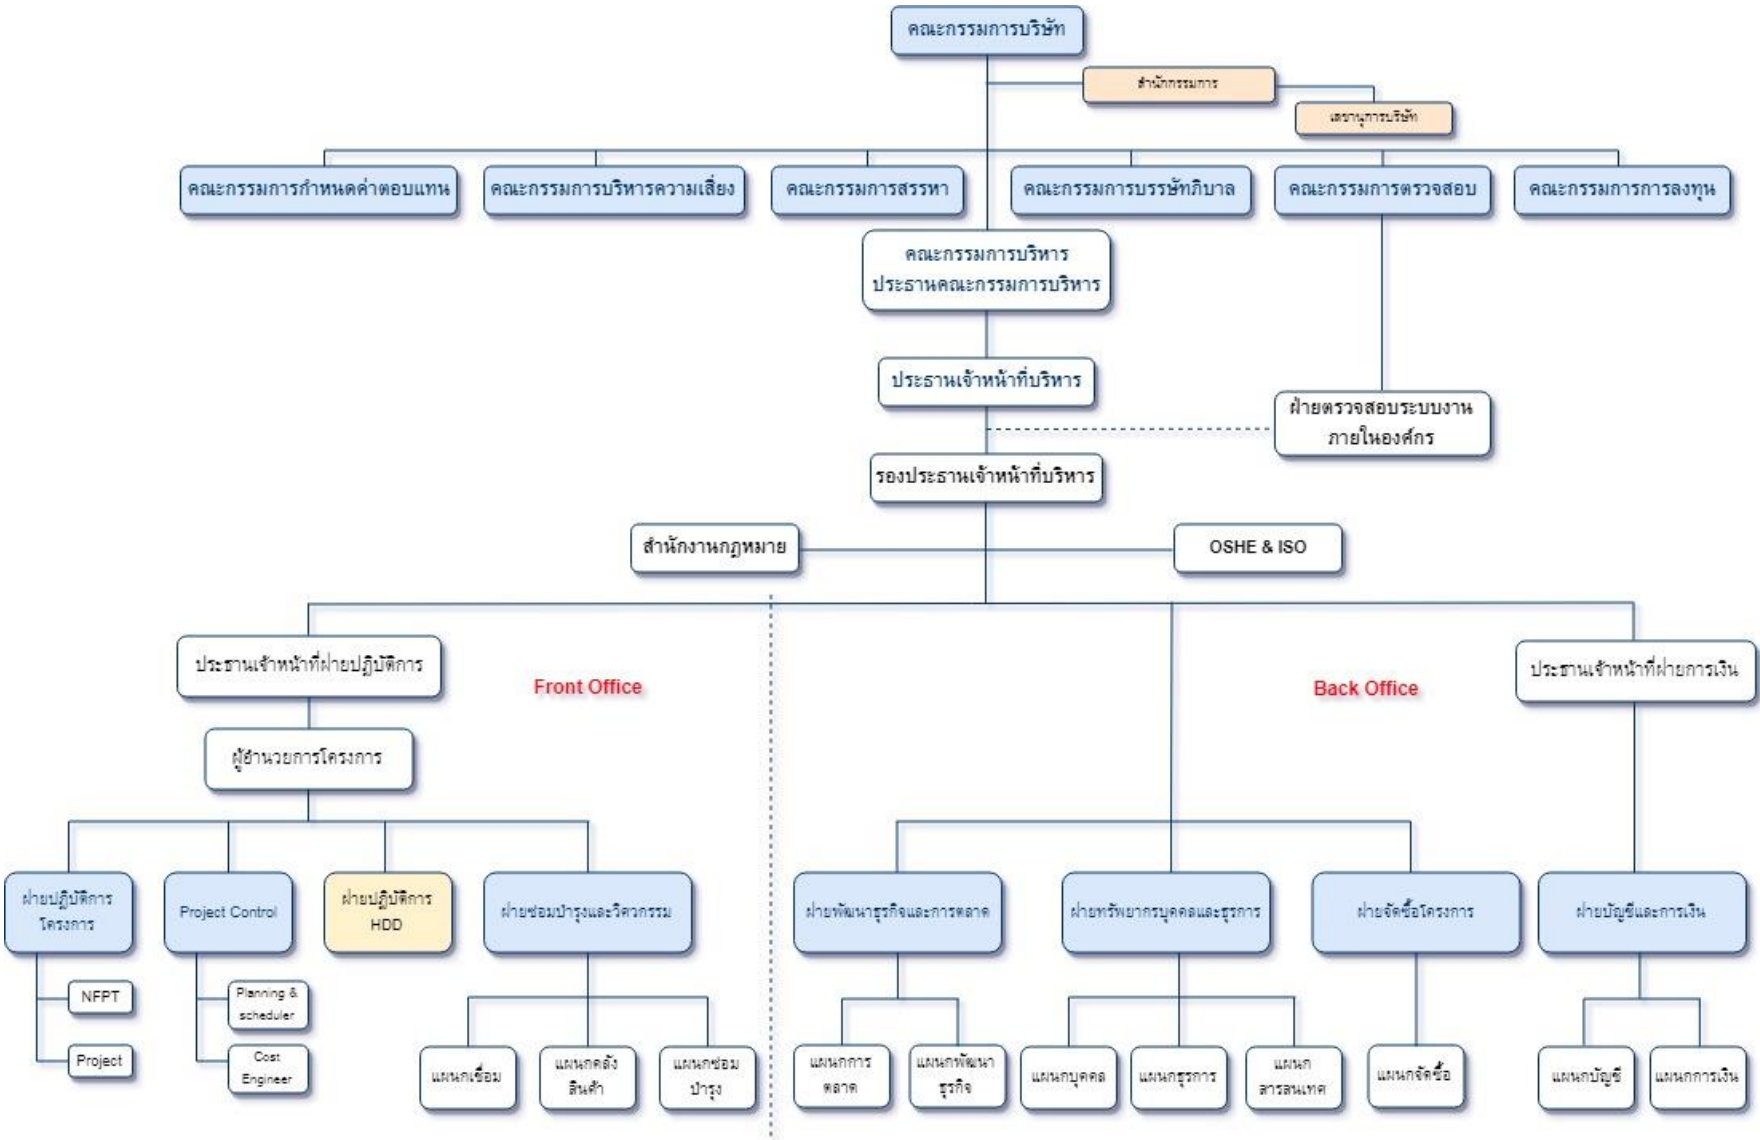 คณะกรรมการบริษัท
สำนักกรรมการ
เลขานุการบริษัท
คณะกรรมการกำหนดค่าตอบแทน
คณะกรรมการบริหารความเสี่ยง
คณะกรรมการสรรหา
คณะกรรมการบรรษัทภิบาล
คณะกรรมการตรวจสอบ
คณะกรรมการการลงทุน
คณะกรรมการบริหาร
ประธานคณะกรรมการบริหาร
ประธานเจ้าหน้าที่บริหาร
ฝ่ายตรวจสอบระบบงาน
ภายในองค์กร
รองประธานเจ้าหน้าที่บริหาร
สำนักงานกฎหมาย
OSHE & ISO
ประธานเจ้าหน้าที่ฝ่ายปฏิบัติการ
Front Office
Back Office
ประธานเจ้าหน้าที่ฝ่ายการเงิน
ผู้อำนวยการโครงการ
ฝ่ายปฏิบัติการ
โครงการ
Project Control
ฝ่ายปฏิบัติการ
HDD
ฝ่ายซ่อมบำรุงและวิศวกรรม
ฝ่ายพัฒนาธุรกิจและการตลาด
ฝ่ายทรัพยากรบุคคลและธุรการ
ฝ่ายจัดซื้อโครงการ
ฝ่ายบัญชีและการเงิน
NFPT
Project
Planning &
scheduler
Cost
Engineer
แผนกเชื่อม
แผนกคลัง
สินค้า
แผนกซ่อม
บำรุง
แผนกการ
ตลาด
แผนกพัฒนา
ธุรกิจ
แผนกบุคคล
แผนกธุรการ
แผนก
สารสนเทศ
แผนกจัดซื้อ
แผนกบัญชี
แผนกการเงิน